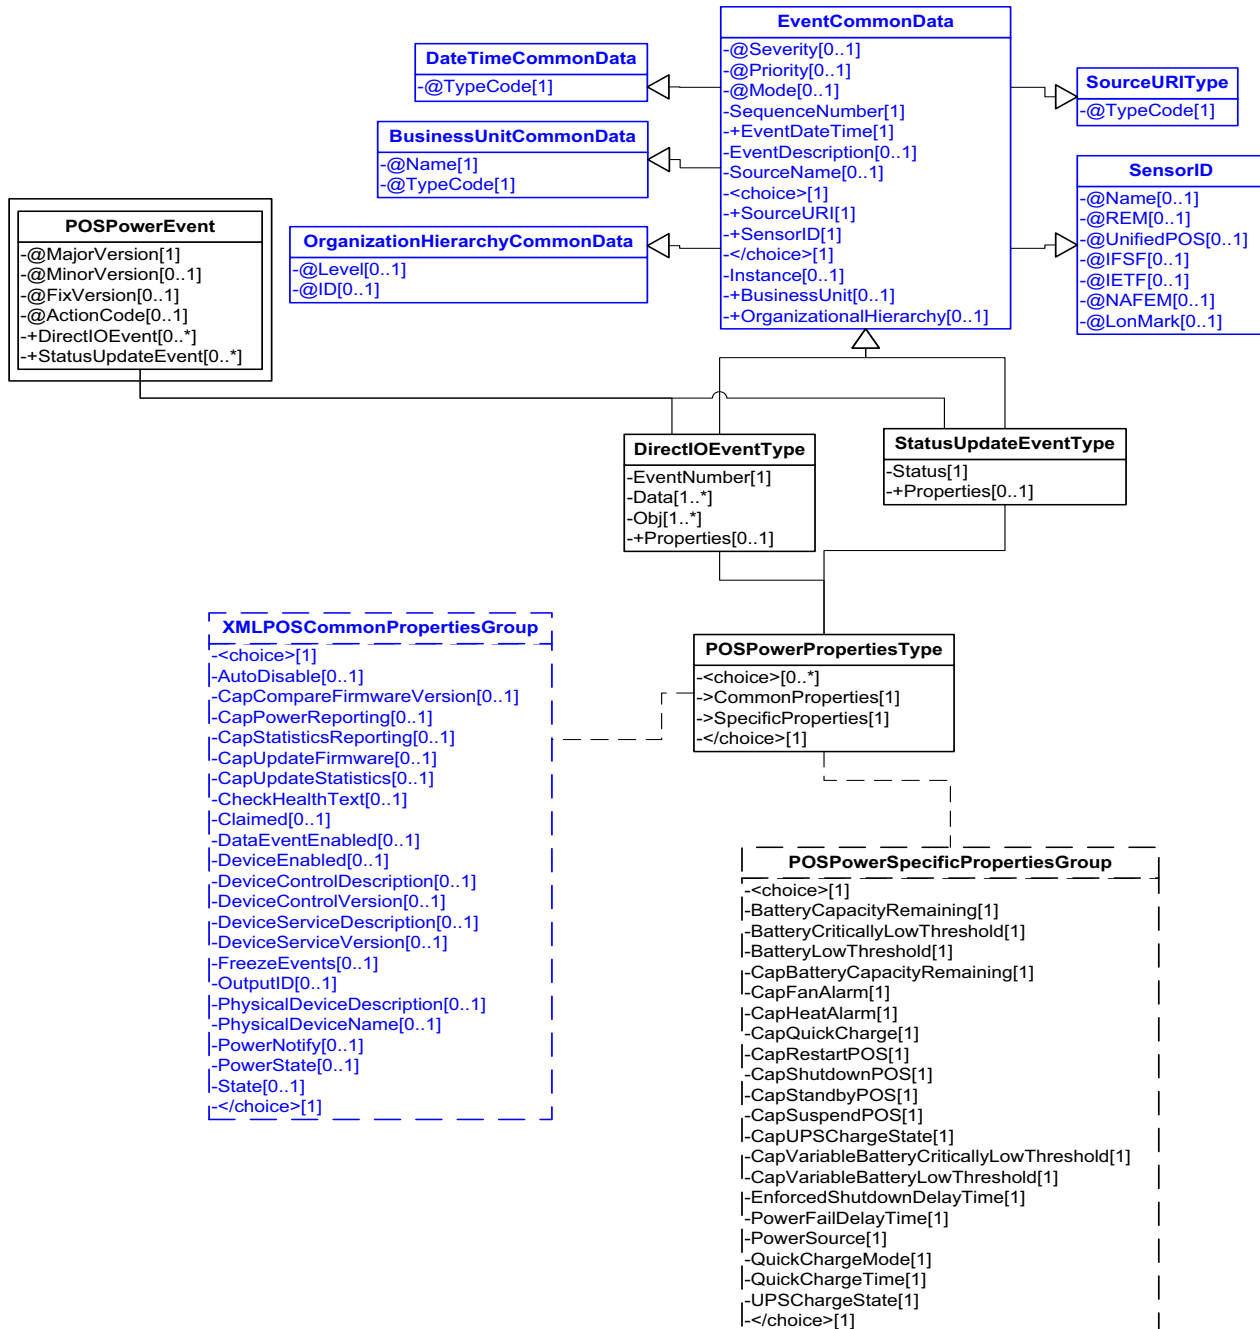 EventCommonData
-@Severity[0..1]
-@Priority[0..1]
-@Mode[0..1]
-SequenceNumber[1]
-+EventDateTime[1]
-EventDescription[0..1]
-SourceName[0..1]
-<choice>[1]
-+SourceURI[1]
-+SensorID[1]
-</choice>[1]
-Instance[0..1]
-+BusinessUnit[0..1]
-+OrganizationalHierarchy[0..1]
DateTimeCommonData
-@TypeCode[1]
BusinessUnitCommonData
-@Name[1]
-@TypeCode[1]
OrganizationHierarchyCommonData
-@Level[0..1]
-@ID[0..1]
SourceURIType
-@TypeCode[1]
SensorID
-@Name[0..1]
-@REM[0..1]
-@UnifiedPOS[0..1]
-@IFSF[0..1]
-@IETF[0..1]
-@NAFEM[0..1]
-@LonMark[0..1]
POSPowerEvent
-@MajorVersion[1]
-@MinorVersion[0..1]
-@FixVersion[0..1]
-@ActionCode[0..1]
-+DirectIOEvent[0..*]
-+StatusUpdateEvent[0..*]
DirectIOEventType
-EventNumber[1]
-Data[1..*]
-Obj[1..*]
-+Properties[0..1]
StatusUpdateEventType
-Status[1]
-+Properties[0..1]
XMLPOSCommonPropertiesGroup
-<choice>[1]
-AutoDisable[0..1]
-CapCompareFirmwareVersion[0..1]
-CapPowerReporting[0..1]
-CapStatisticsReporting[0..1]
-CapUpdateFirmware[0..1]
-CapUpdateStatistics[0..1]
-CheckHealthText[0..1]
-Claimed[0..1]
-DataEventEnabled[0..1]
-DeviceEnabled[0..1]
-DeviceControlDescription[0..1]
-DeviceControlVersion[0..1]
-DeviceServiceDescription[0..1]
-DeviceServiceVersion[0..1]
-FreezeEvents[0..1]
-OutputID[0..1]
-PhysicalDeviceDescription[0..1]
-PhysicalDeviceName[0..1]
-PowerNotify[0..1]
-PowerState[0..1]
-State[0..1]
-</choice>[1]
POSPowerPropertiesType
-<choice>[0..*]
->CommonProperties[1]
->SpecificProperties[1]
-</choice>[1]
POSPowerSpecificPropertiesGroup
-<choice>[1]
-BatteryCapacityRemaining[1]
-BatteryCriticallyLowThreshold[1]
-BatteryLowThreshold[1]
-CapBatteryCapacityRemaining[1]
-CapFanAlarm[1]
-CapHeatAlarm[1]
-CapQuickCharge[1]
-CapRestartPOS[1]
-CapShutdownPOS[1]
-CapStandbyPOS[1]
-CapSuspendPOS[1]
-CapUPSChargeState[1]
-CapVariableBatteryCriticallyLowThreshold[1]
-CapVariableBatteryLowThreshold[1]
-EnforcedShutdownDelayTime[1]
-PowerFailDelayTime[1]
-PowerSource[1]
-QuickChargeMode[1]
-QuickChargeTime[1]
-UPSChargeState[1]
-</choice>[1]